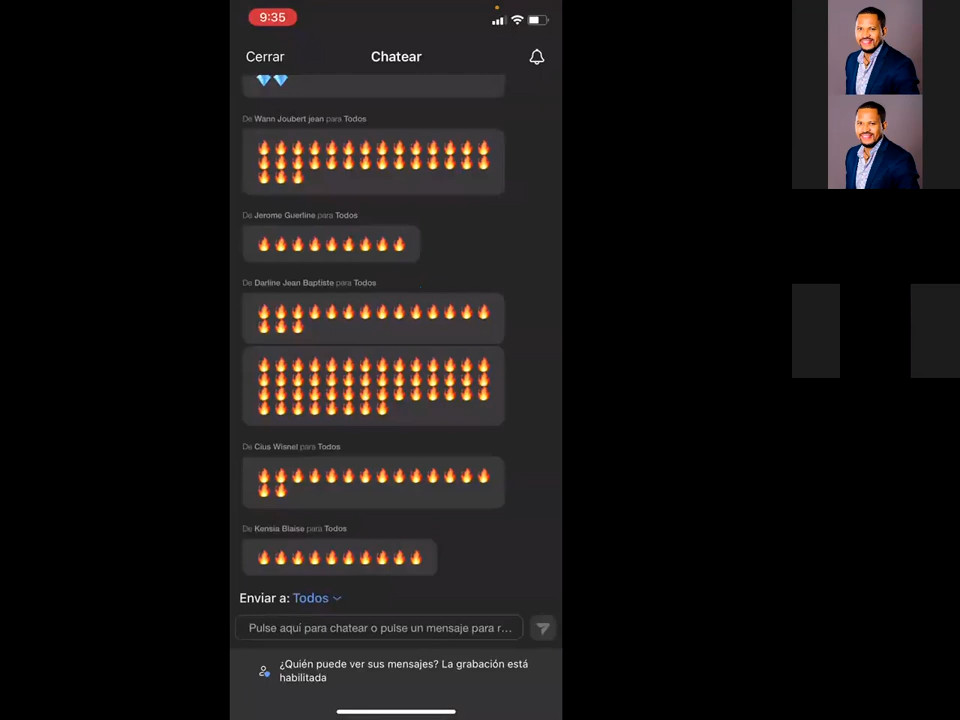 9:35
Cerrar
Chatear
De Wann Joubert jean para Todos
De Jerome Guerline para Todos
De Darline Jean Baptiste para Todos
De Cius Wisnel para Todos
De Kensia Blaise para Todos
Enviar a: Todos
Pulse aquí para chatear o pulse un mensaje para r...
¿Quién puede ver sus mensajes? La grabación está
habilitada